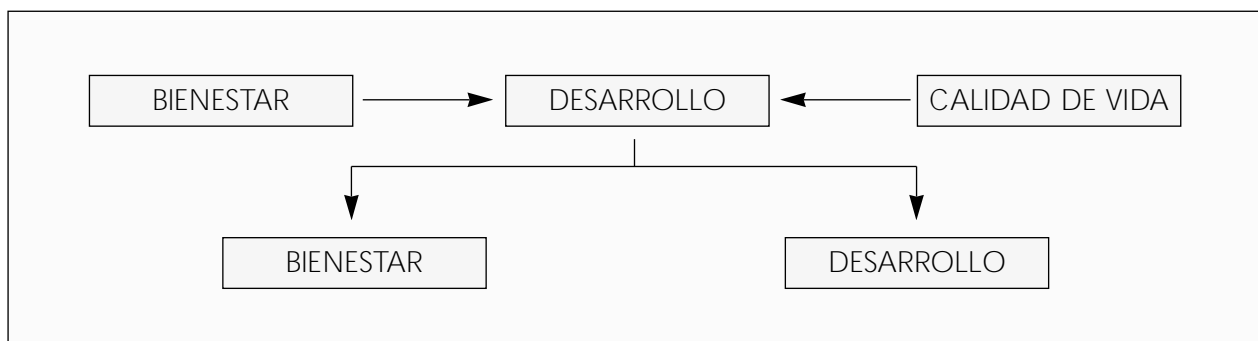 BIENESTAR
DESARROLLO
CALIDAD DE VIDA
BIENESTAR
DESARROLLO